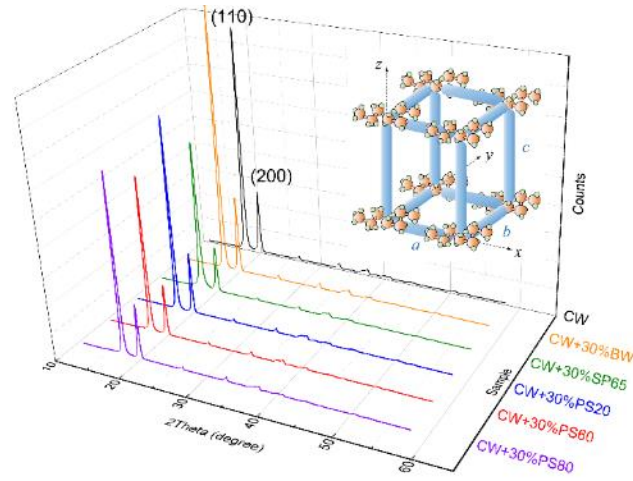 (110)
(200)
z
y
c
b
a
x
Counts
CW
CW+30%BW
CW+30%SP65
CW+30%PS20
CW+30%PS60
CW+30%PS80
Sample
10
20
30
40
50
60
2Theta (degree)